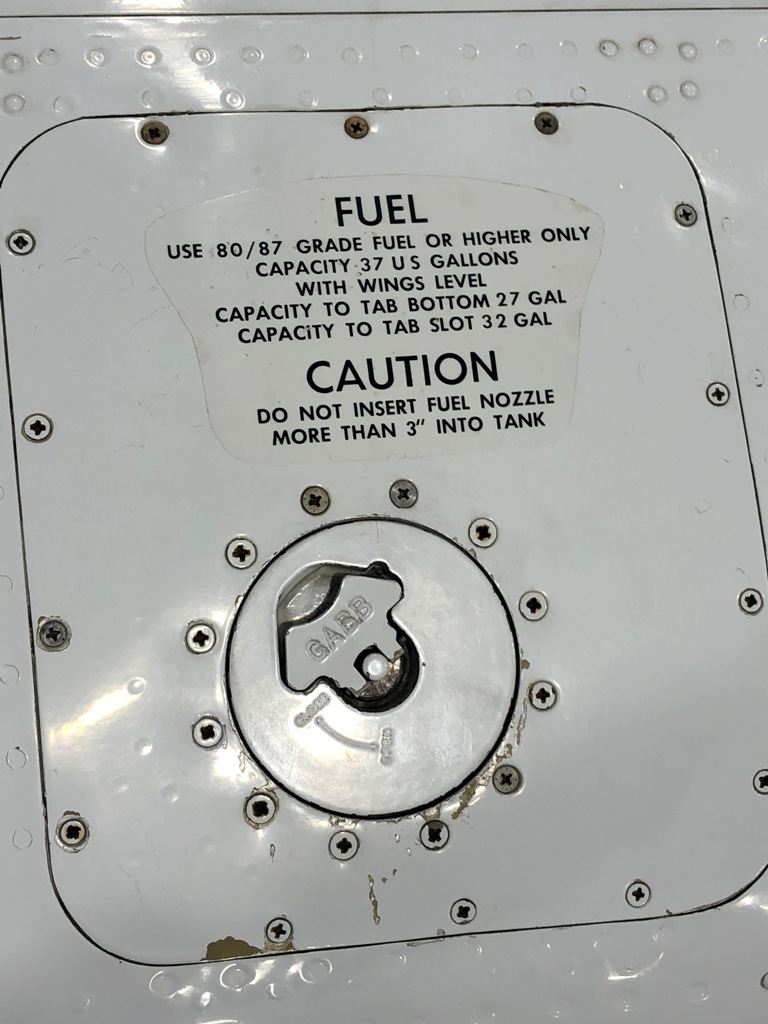 FUEL
USE 80/87 GRADE FUEL OR HIGHER ONLY
CAPACITY 37 U S GALLONS
WITH WINGS LEVEL
CAPACITY TO TAB BOTTOM 27 GAL
CAPACiTY TO TAB SLOT 32 GAL
CAUTION
DO NOT INSERT FUEL NOZZLE
MORE THAN 3" INTO TANK
GABB
CLOSE
OPEN